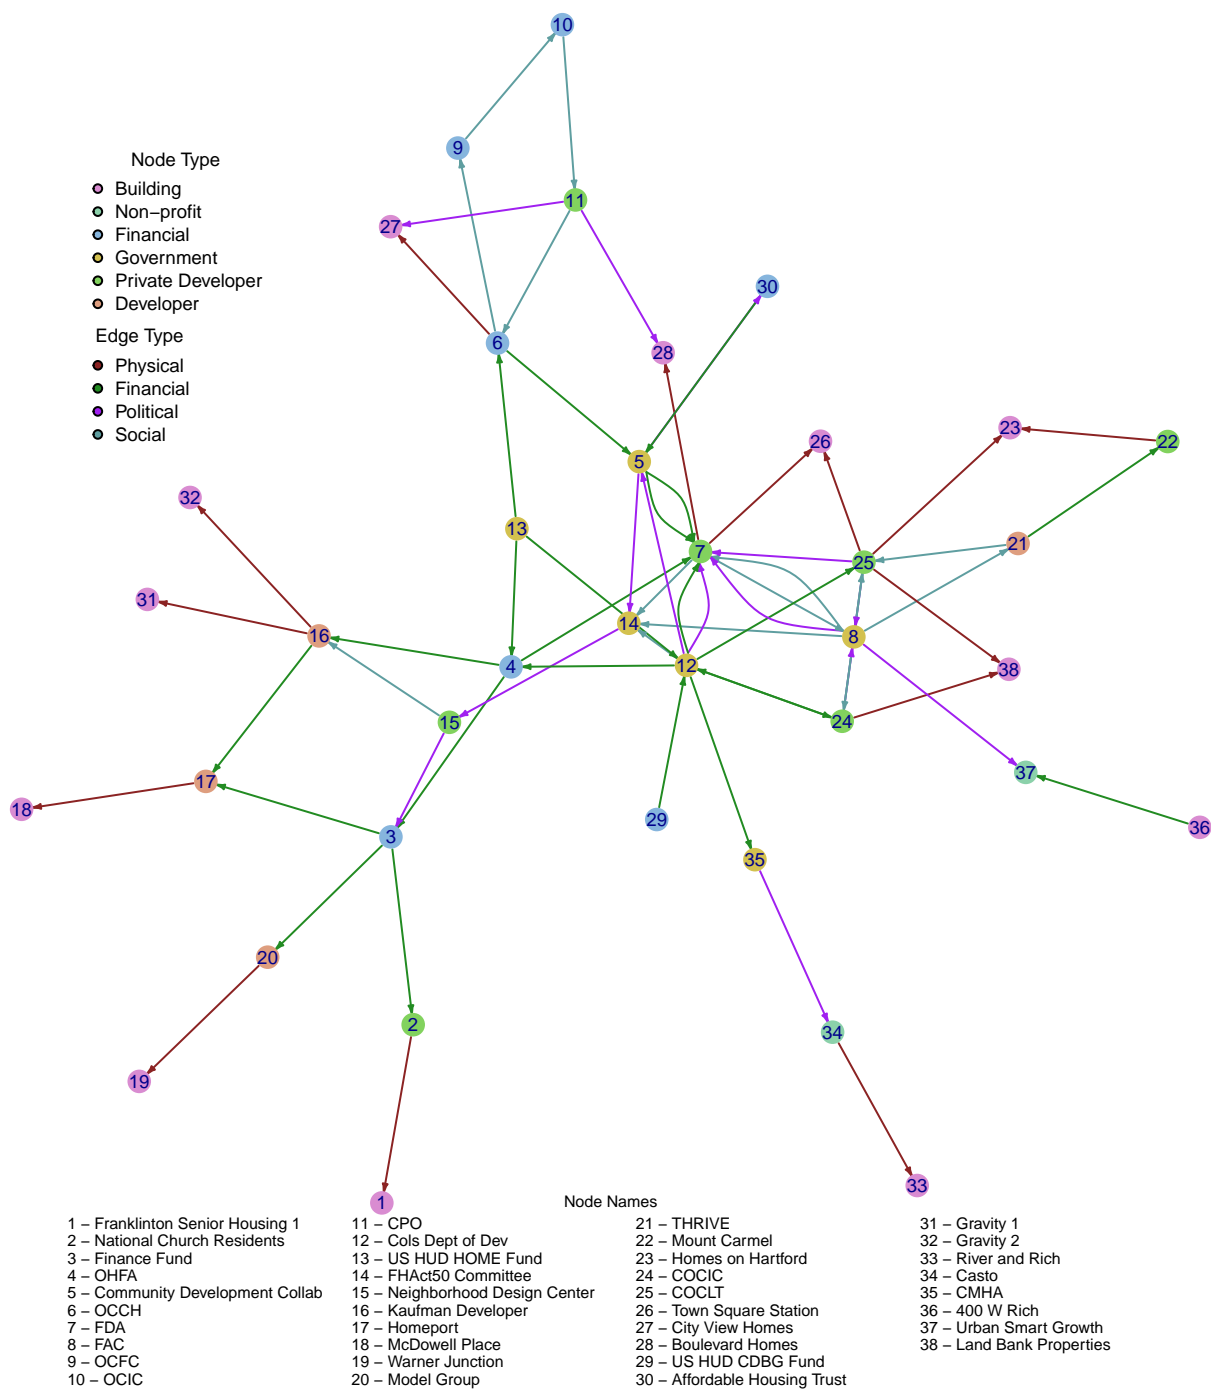 10
9
Node Type
Building
Non−profit
Financial
Government
Private Developer
Developer
Edge Type
Physical
Financial
Political
Social
11
27
30
6
28
5
26
23
22
32
13
7
25
21
31
16
14
8
4
12
38
15
24
17
18
3
29
37
36
35
20
2
34
19
33
1
Node Names
1 − Franklinton Senior Housing 1
2 − National Church Residents
3 − Finance Fund
4 − OHFA
5 − Community Development Collab
6 − OCCH
7 − FDA
8 − FAC
9 − OCFC
10 − OCIC
11 − CPO
12 − Cols Dept of Dev
13 − US HUD HOME Fund
14 − FHAct50 Committee
15 − Neighborhood Design Center
16 − Kaufman Developer
17 − Homeport
18 − McDowell Place
19 − Warner Junction
20 − Model Group
21 − THRIVE
22 − Mount Carmel
23 − Homes on Hartford
24 − COCIC
25 − COCLT
26 − Town Square Station
27 − City View Homes
28 − Boulevard Homes
29 − US HUD CDBG Fund
30 − Affordable Housing Trust
31 − Gravity 1
32 − Gravity 2
33 − River and Rich
34 − Casto
35 − CMHA
36 − 400 W Rich
37 − Urban Smart Growth
38 − Land Bank Properties